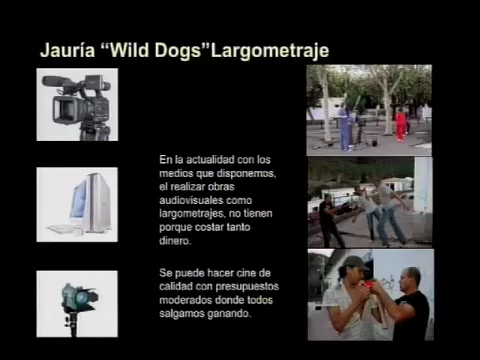 Jauría “Wild Dogs”Largometraje
En la actualidad con los
medios que disponemos,
el realizar obras
audiovisuales como
largometrajes, no tienen
porque costar tanto
dinero.
Se puede hacer cine de
calidad con presupuestos
moderados donde todos
salgamos ganando.